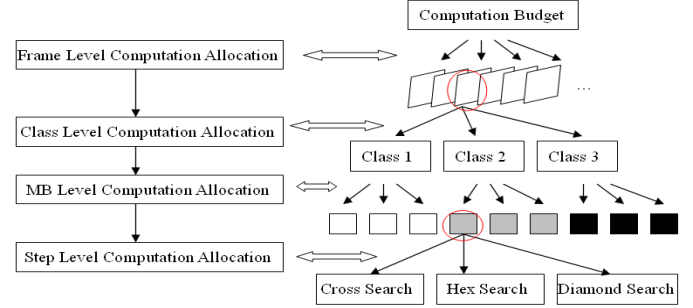 Computation Budget
Frame Level Computation Allocation
...
Class Level Computation Allocation
Class 1 Class 2 Class 3
MB Level Computation Allocation
Step Level Computation Allocation
Cross Search Hex Search Diamond Search